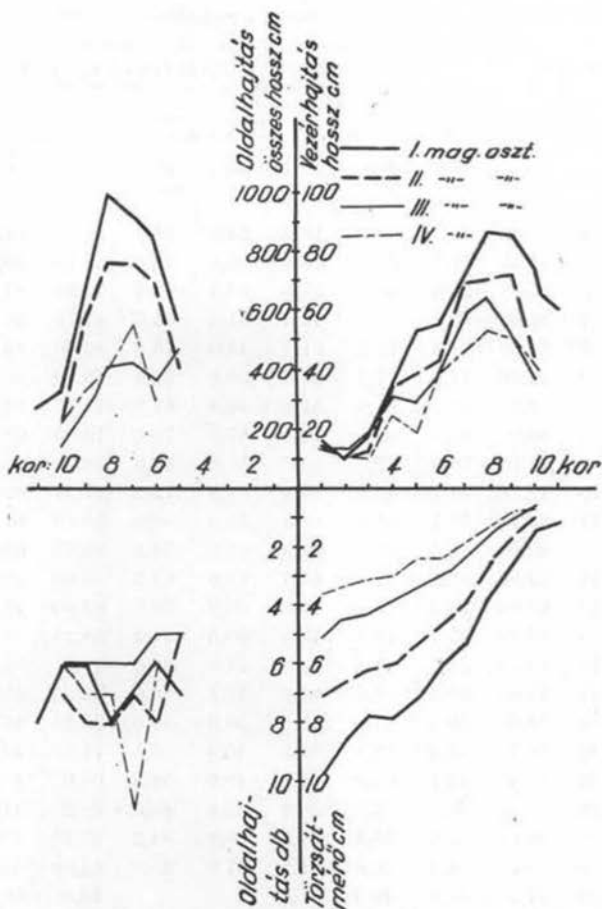 Oldalhajtás
összes hossz cm
Vezérhajtás
hossz cm
I. mag. oszt.
II. -"- -"-
III. -"- -"-
IV. -"- -"-
1000 100
800 80
600 60
400 40
200 20
kor: 10 8 6 4 2 2 4 6 8 10 kor
2 2
4 4
6 6
8 8
10 10
Oldalhaj-
tás db
Törzsát-
mérő cm